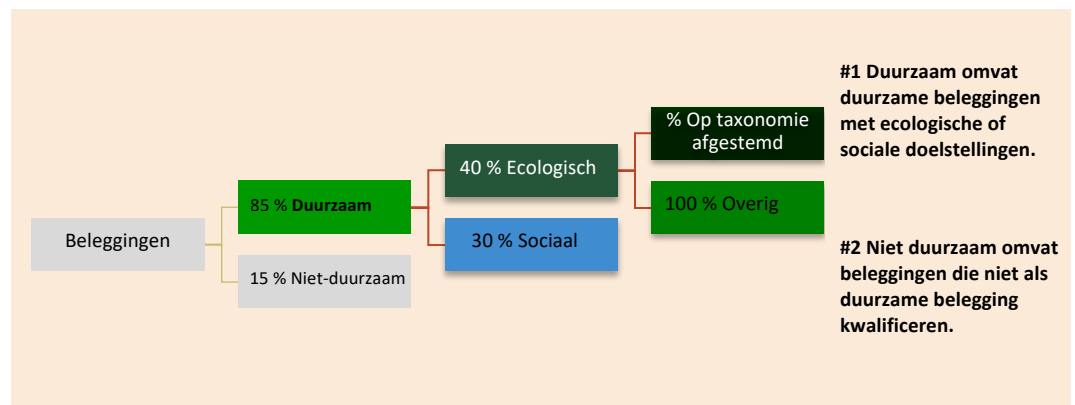 Beleggingen
85 % Duurzaam
15 % Niet-duurzaam
40 % Ecologisch
30 % Sociaal
% Op taxonomie
afgestemd
100 % Overig
#1 Duurzaam omvat
duurzame beleggingen
met ecologische of
sociale doelstellingen.
#2 Niet duurzaam omvat
beleggingen die niet als
duurzame belegging
kwalificeren.